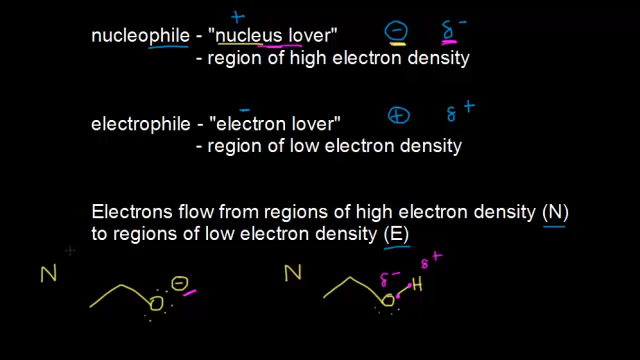 +
nucleophile - "nucleus lover" ⊖ δ-
- region of high electron density
-
electrophile - "electron lover" ⊕ δ+
- region of low electron density
Electrons flow from regions of high electron density (N)
to regions of low electron density (E)
N O ⊖
N O H δ- δ+